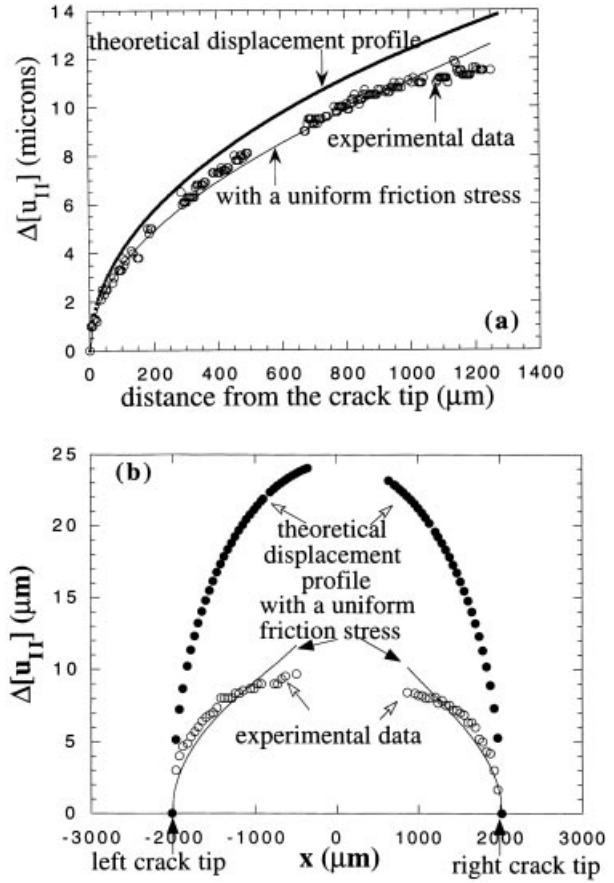 (a)
14
12
10
8
6
4
2
0
Δ[u_II] (microns)
theoretical displacement profile
experimental data
with a uniform friction stress
0 200 400 600 800 1000 1200 1400
distance from the crack tip (μm)
(b)
25
20
15
10
5
0
Δ[u_II] (μm)
theoretical
displacement
profile
with a uniform
friction stress
experimental data
-3000 -2000 -1000 0 1000 2000 3000
left crack tip
x (μm)
right crack tip